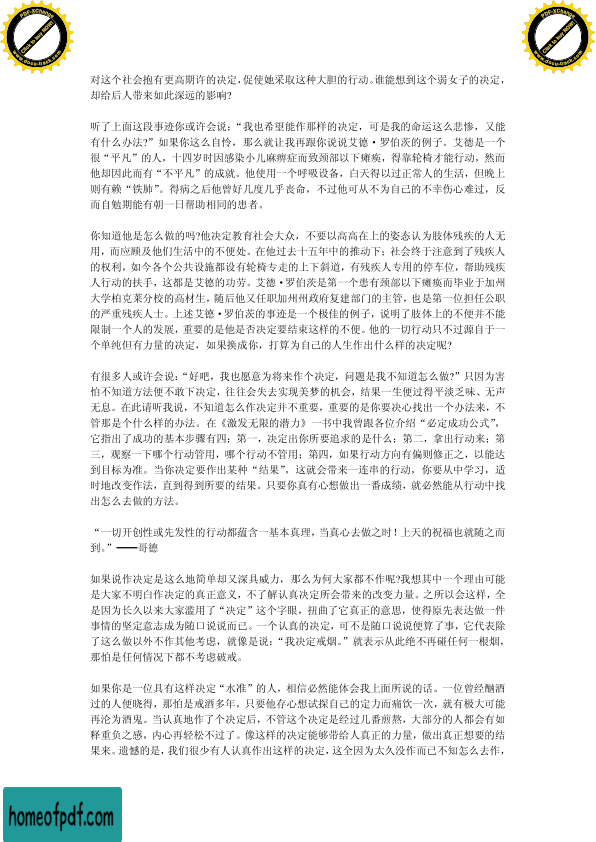 PDF-XChange
Click to buy NOW!
www.docu-track.com
PDF-XChange
Click to buy NOW!
www.docu-track.com
对这个社会抱有更高期许的决定，促使她采取这种大胆的行动。谁能想到这个弱女子的决定，
却给后人带来如此深远的影响?
听了上面这段事迹你或许会说：“我也希望能作那样的决定，可是我的命运这么悲惨，又能
有什么办法?”如果你这么自怜，那么就让我再跟你说说艾德·罗伯茨的例子。艾德是一个
很“平凡”的人，十四岁时因感染小儿麻痹症而致颈部以下瘫痪，得靠轮椅才能行动，然而
他却因此而有“不平凡”的成就。他使用一个呼吸设备，白天得以过正常人的生活，但晚上
则有赖“铁肺”。得病之后他曾好几度几乎丧命，不过他可从不为自己的不幸伤心难过，反
而自勉期能有朝一日帮助相同的患者。
你知道他是怎么做的吗?他决定教育社会大众，不要以高高在上的姿态认为肢体残疾的人无
用，而应顾及他们生活中的不便处。在他过去十五年中的推动下；社会终于注意到了残疾人
的权利，如今各个公共设施都设有轮椅专走的上下斜道，有残疾人专用的停车位，帮助残疾
人行动的扶手，这都是艾德的功劳。艾德·罗伯茨是第一个患有颈部以下瘫痪而毕业于加州
大学柏克莱分校的高材生，随后他又任职加州州政府复建部门的主管，也是第一位担任公职
的严重残疾人士。上述艾德·罗伯茨的事迹是一个极佳的例子，说明了肢体上的不便并不能
限制一个人的发展，重要的是他是否决定要结束这样的不便。他的一切行动只不过源自于一
个单纯但有力量的决定，如果换成你，打算为自己的人生作出什么样的决定呢?
有很多人或许会说：“好吧，我也愿意为将来作个决定，问题是我不知道怎么做?”只因为害
怕不知道方法便不敢下决定，往往会失去实现美梦的机会，结果一生便过得平淡乏味、无声
无息。在此请听我说，不知道怎么作决定并不重要，重要的是你要决心找出一个办法来，不
管那是个什么样的办法。在《激发无限的潜力》一书中我曾跟各位介绍“必定成功公式”，
它指出了成功的基本步骤有四：第一，决定出你所要追求的是什么；第二，拿出行动来；第
三，观察一下哪个行动管用，哪个行动不管用；第四，如果行动方向有偏则修正之，以能达
到目标为准。当你决定要作出某种“结果”，这就会带来一连串的行动，你要从中学习，适
时地改变作法，直到得到所要的结果。只要你真有心想做出一番成绩，就必然能从行动中找
出怎么去做的方法。
“一切开创性或先发性的行动都蕴含一基本真理，当真心去做之时！上天的祝福也就随之而
到。”━━哥德
如果说作决定是这么地简单却又深具威力，那么为何大家都不作呢?我想其中一个理由可能
是大家不明白作决定的真正意义，不了解认真决定所会带来的改变力量。之所以会这样，全
是因为长久以来大家滥用了“决定”这个字眼，扭曲了它真正的意思，使得原先表达做一件
事情的坚定意志成为随口说说而已。一个认真的决定，可不是随口说说便算了事，它代表除
了这么做以外不作其他考虑，就像是说：“我决定戒烟。”就表示从此绝不再碰任何一根烟，
那怕是任何情况下都不考虑破戒。
如果你是一位具有这样决定“水准”的人，相信必然能体会我上面所说的话。一位曾经酗酒
过的人便晓得，那怕是戒酒多年，只要他存心想试探自己的定力而痛饮一次，就有极大可能
再沦为酒鬼。当认真地作了个决定后，不管这个决定是经过几番煎熬，大部分的人都会有如
释重负之感，内心再轻松不过了。像这样的决定能够带给人真正的力量，做出真正想要的结
果来。遗憾的是，我们很少有人认真作出这样的决定，这全因为太久没作而已不知怎么去作，
homeofpdf.com